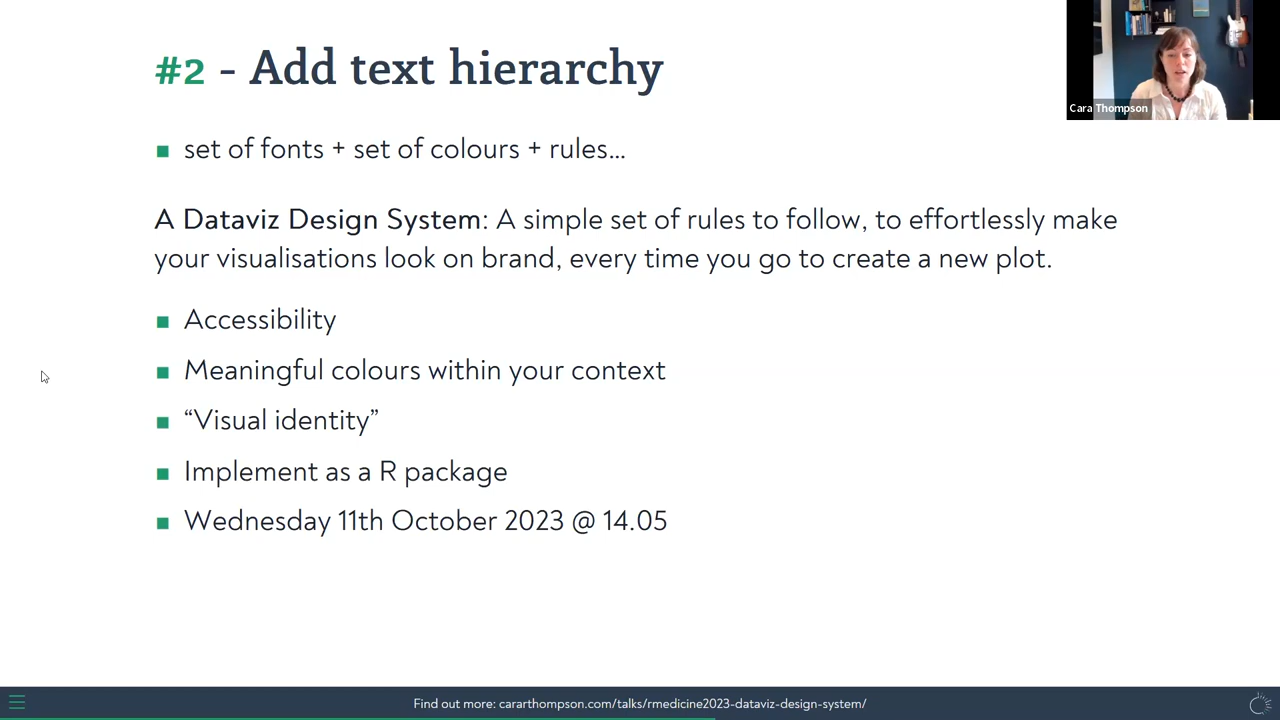 #2 - Add text hierarchy
Cara Thompson
set of fonts + set of colours + rules...
A Dataviz Design System: A simple set of rules to follow, to effortlessly make
your visualisations look on brand, every time you go to create a new plot.
Accessibility
Meaningful colours within your context
“Visual identity”
Implement as a R package
Wednesday 11th October 2023 @ 14.05
Find out more: cararthompson.com/talks/rmedicine2023-dataviz-design-system/